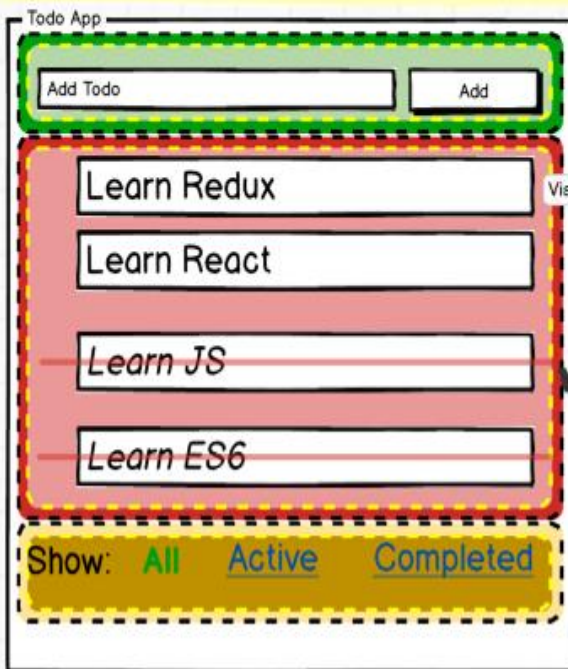 Todo App
Add Todo Add
Learn Redux
Learn React
Learn JS
Learn ES6
Show: All Active Completed